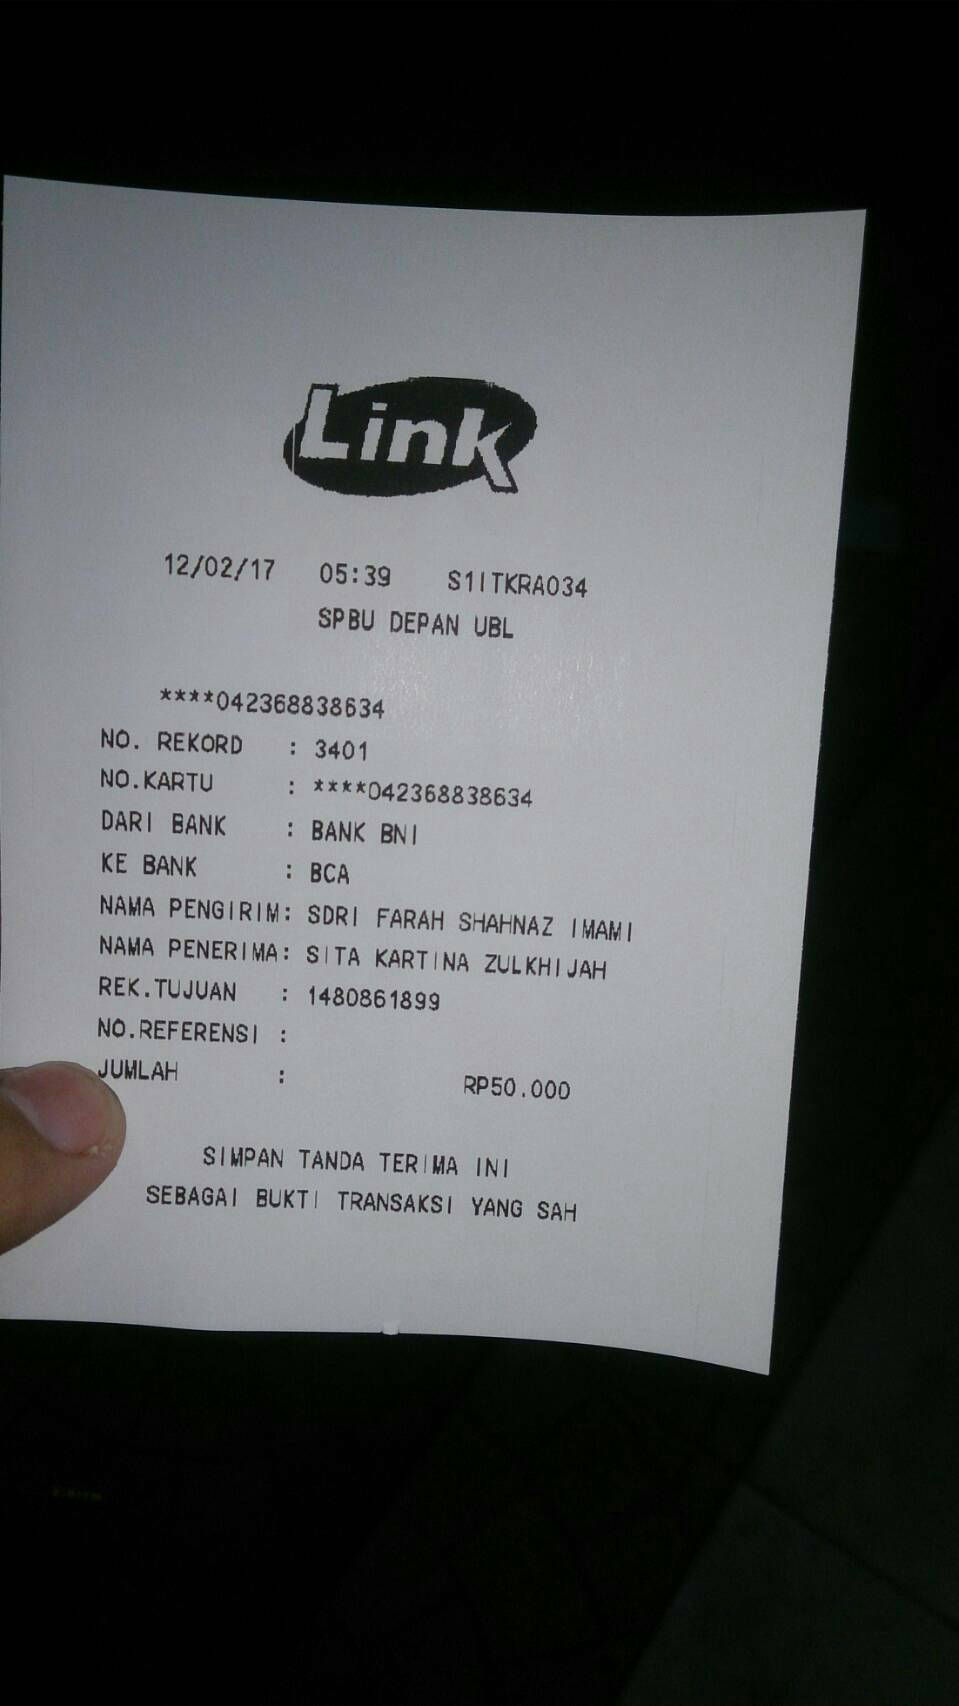 Link
12/02/17 05:39 S1ITKRA034
SPBU DEPAN UBL
****042368838634
NO. REKORD : 3401
NO.KARTU : ****042368838634
DARI BANK : BANK BNI
KE BANK : BCA
NAMA PENGIRIM: SDRI FARAH SHAHNAZ IMAMI
NAMA PENERIMA: SITA KARTINA ZULKHIJAH
REK.TUJUAN : 1480861899
NO.REFERENSI :
JUMLAH : RP50.000
SIMPAN TANDA TERIMA INI
SEBAGAI BUKTI TRANSAKSI YANG SAH